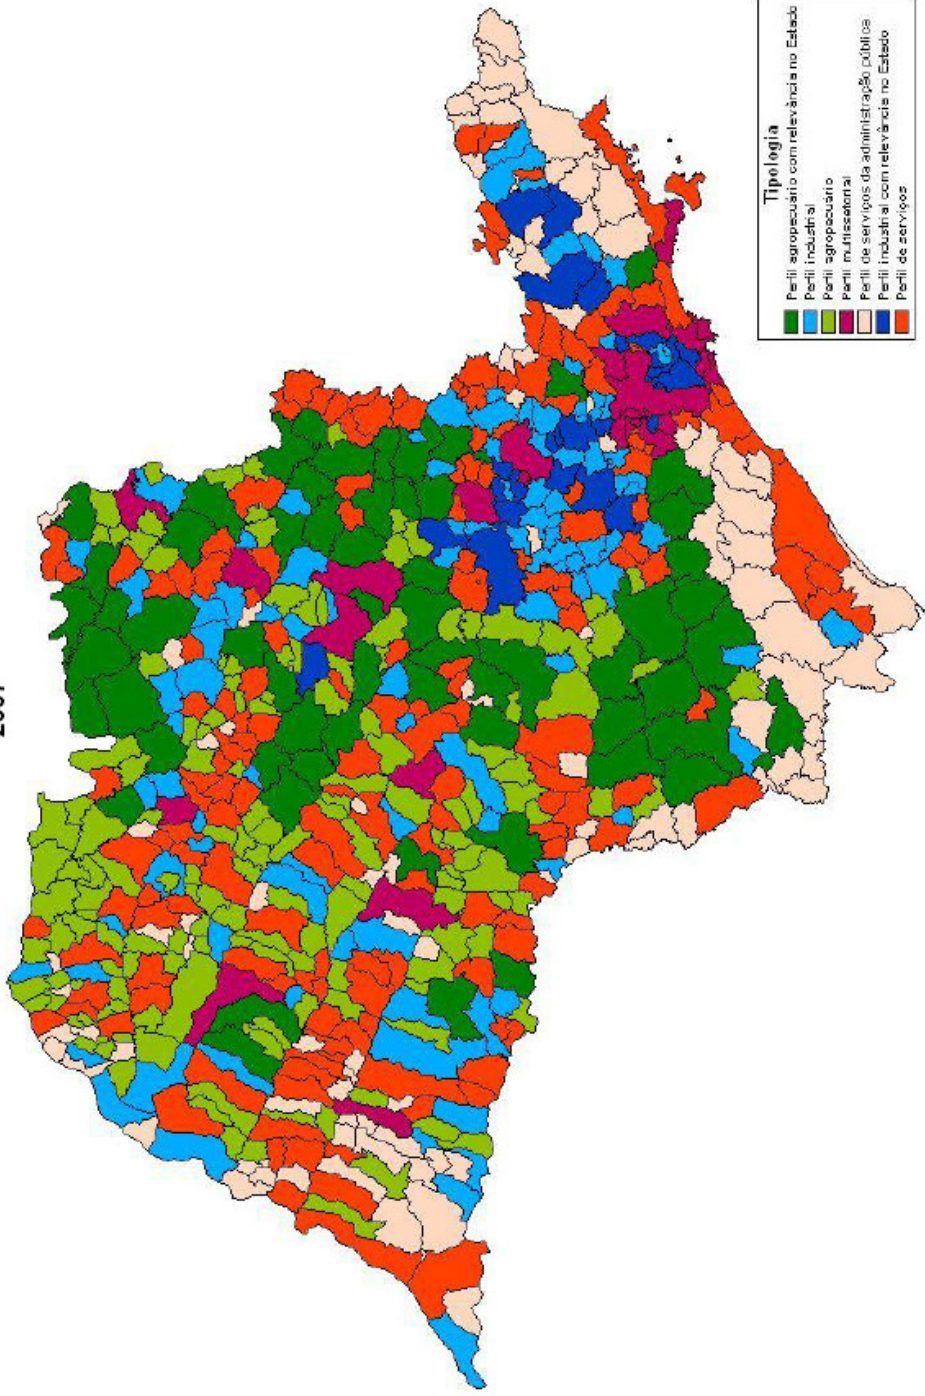 Tipologia
Perfil agropecuário com relevância no Estado
Perfil industrial
Perfil agropecuário
Perfil multissetorial
Perfil de serviços da administração pública
Perfil industrial com relevância no Estado
Perfil de serviços